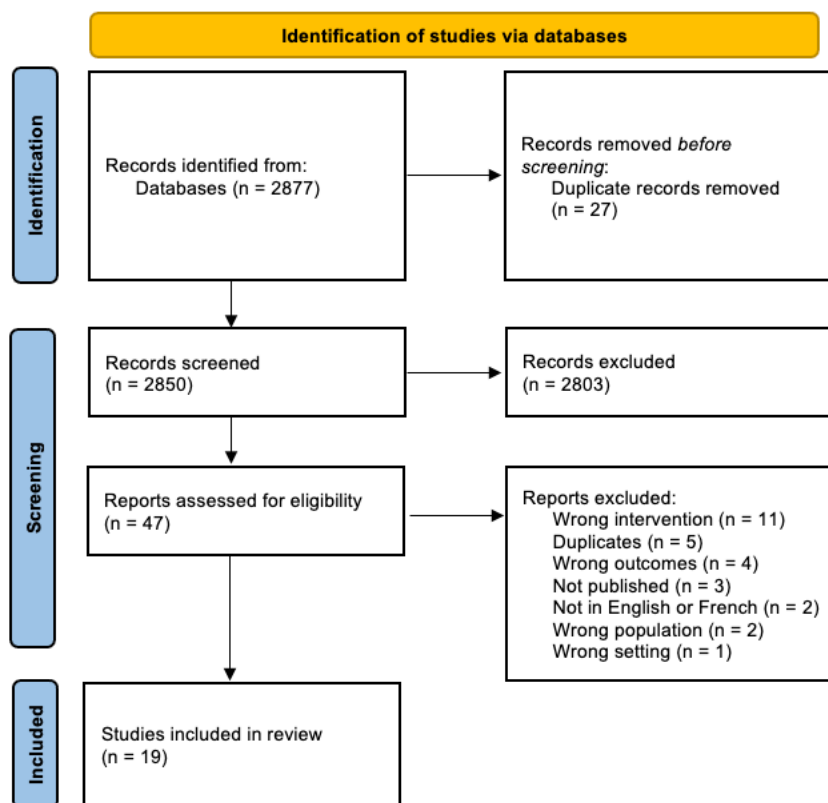 Identification of studies via databases
Identification
Records identified from:
Databases (n = 2877)
Records removed before
screening:
Duplicate records removed
(n = 27)
Screening
Records screened
(n = 2850)
Records excluded
(n = 2803)
Reports assessed for eligibility
(n = 47)
Reports excluded:
Wrong intervention (n = 11)
Duplicates (n = 5)
Wrong outcomes (n = 4)
Not published (n = 3)
Not in English or French (n = 2)
Wrong population (n = 2)
Wrong setting (n = 1)
Included
Studies included in review
(n = 19)